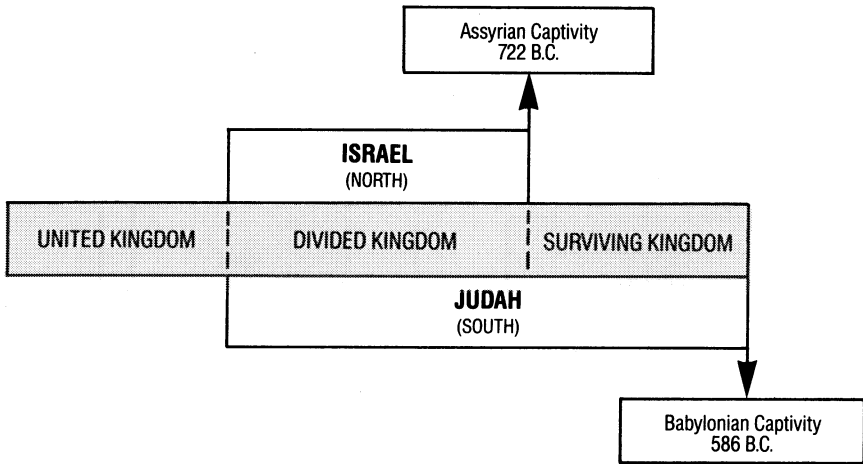 Assyrian Captivity
722 B.C.
ISRAEL
(NORTH)
UNITED KINGDOM
DIVIDED KINGDOM
SURVIVING KINGDOM
JUDAH
(SOUTH)
Babylonian Captivity
586 B.C.